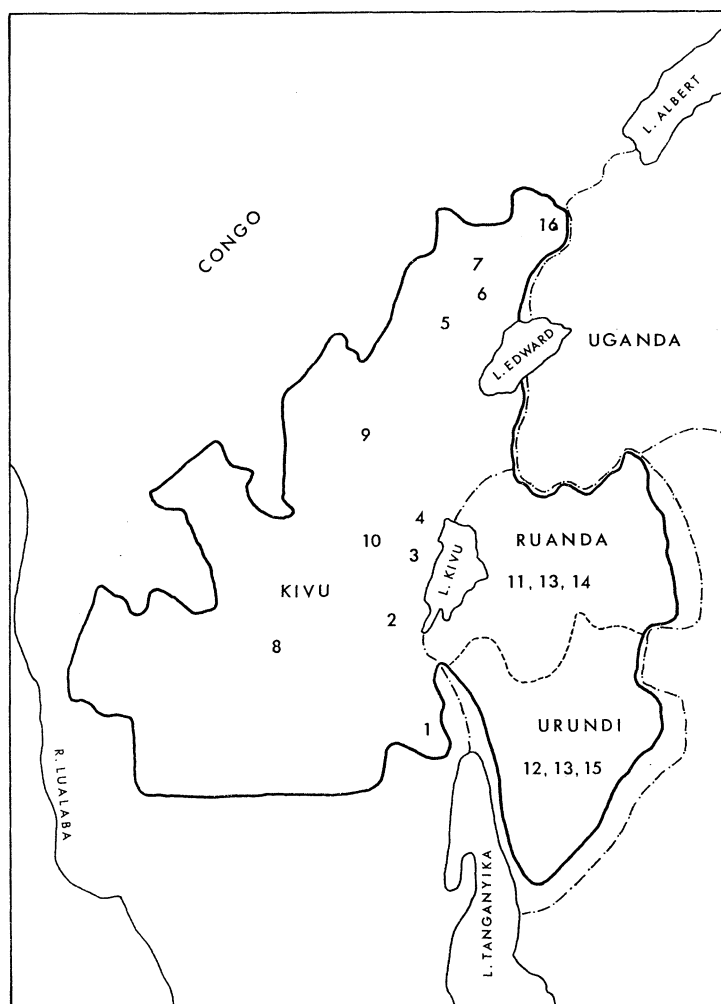 L. ALBERT
CONGO
16
7
6
5
L. EDWARD
UGANDA
9
4
10
3
L. KIVU
RUANDA
11, 13, 14
KIVU
2
8
1
URUNDI
12, 13, 15
R. LUALABA
L. TANGANYIKA